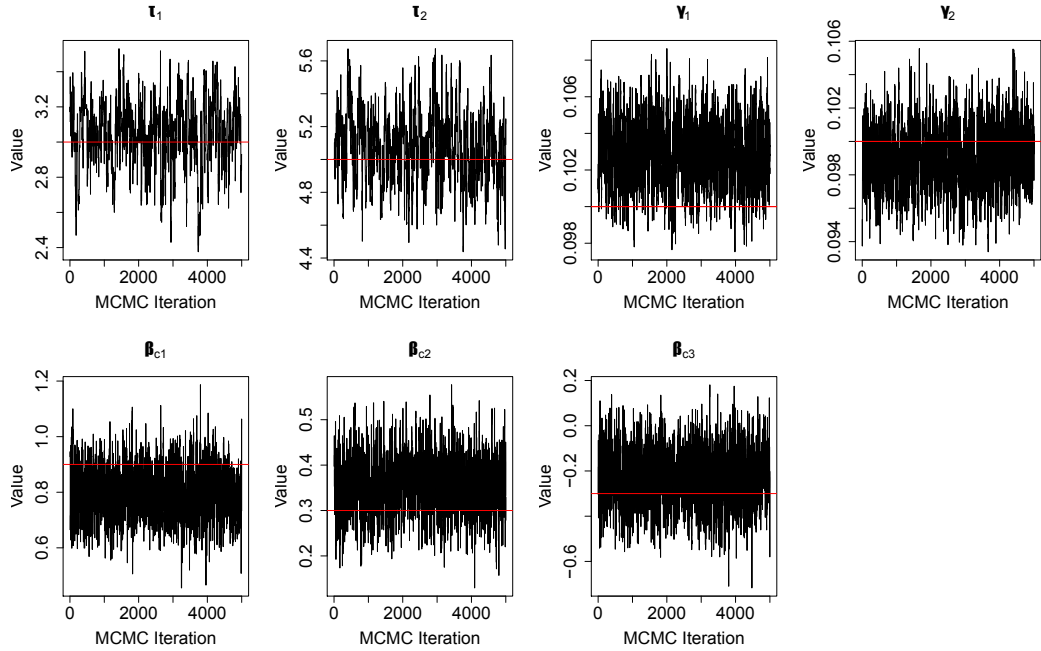 τ1
τ2
γ1
γ2
Value
2.4 2.8 3.2
0 2000 4000
MCMC Iteration
Value
4.4 4.8 5.2 5.6
0 2000 4000
MCMC Iteration
Value
0.098 0.102 0.106
0 2000 4000
MCMC Iteration
Value
0.094 0.098 0.102 0.106
0 2000 4000
MCMC Iteration
βc1
βc2
βc3
Value
0.6 0.8 1.0 1.2
0 2000 4000
MCMC Iteration
Value
0.2 0.3 0.4 0.5
0 2000 4000
MCMC Iteration
Value
−0.6 −0.2 0.0 0.2
0 2000 4000
MCMC Iteration